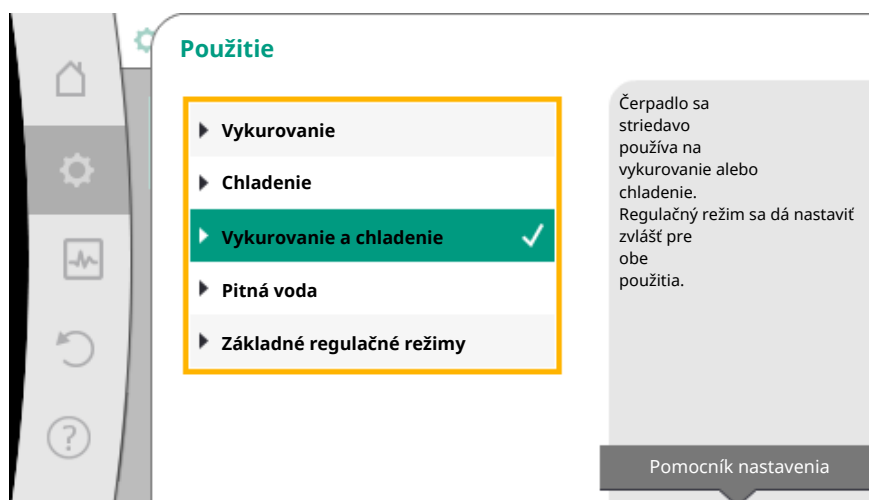 Použitie
Vykurovanie
Chladenie
Vykurovanie a chladenie
Pitná voda
Základné regulačné režimy
Čerpadlo sa
striedavo
používa na
vykurovanie alebo
chladenie.
Regulačný režim sa dá nastaviť
zvlášť pre
obe
použitia.
Pomocník nastavenia